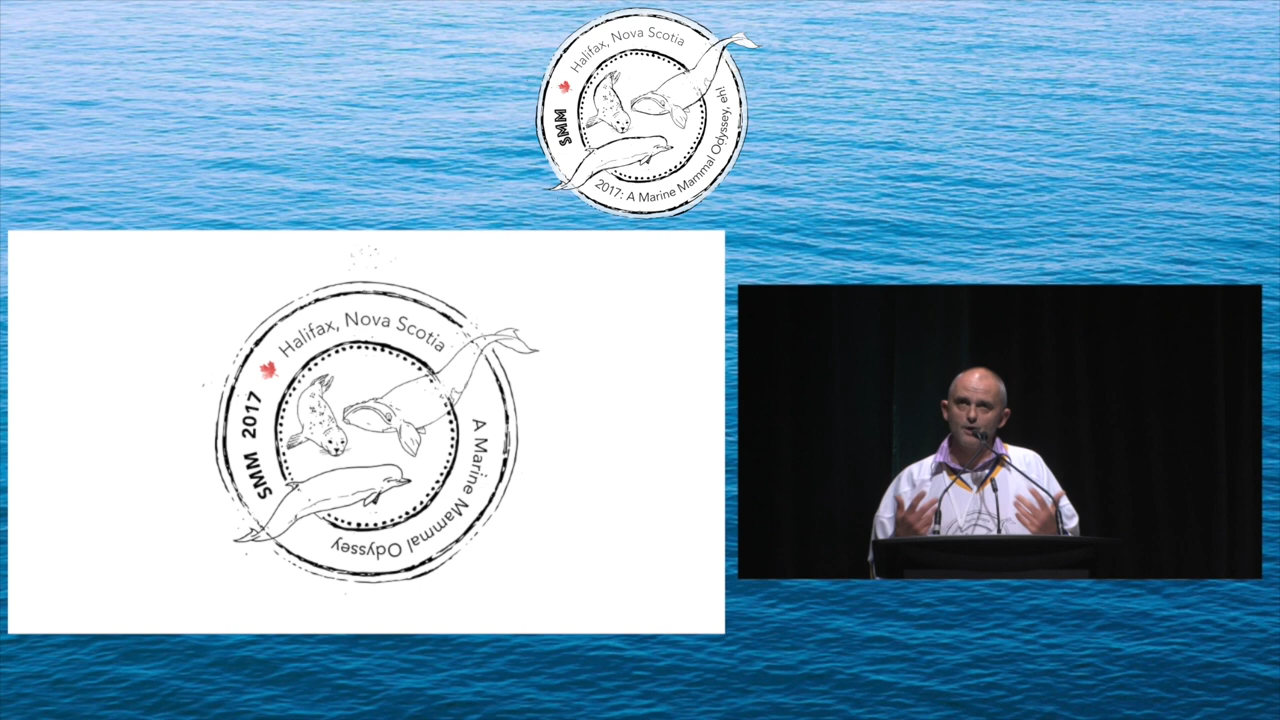 Halifax, Nova Scotia
SMM
2017: A Marine Mammal Odyssey, eh!
Halifax, Nova Scotia
SMM 2017
A Marine Mammal Odyssey